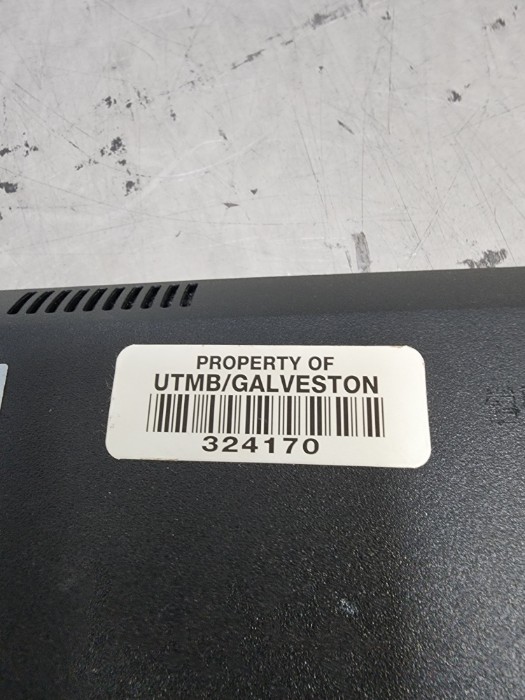 PROPERTY OF
UTMB/GALVESTON
324170